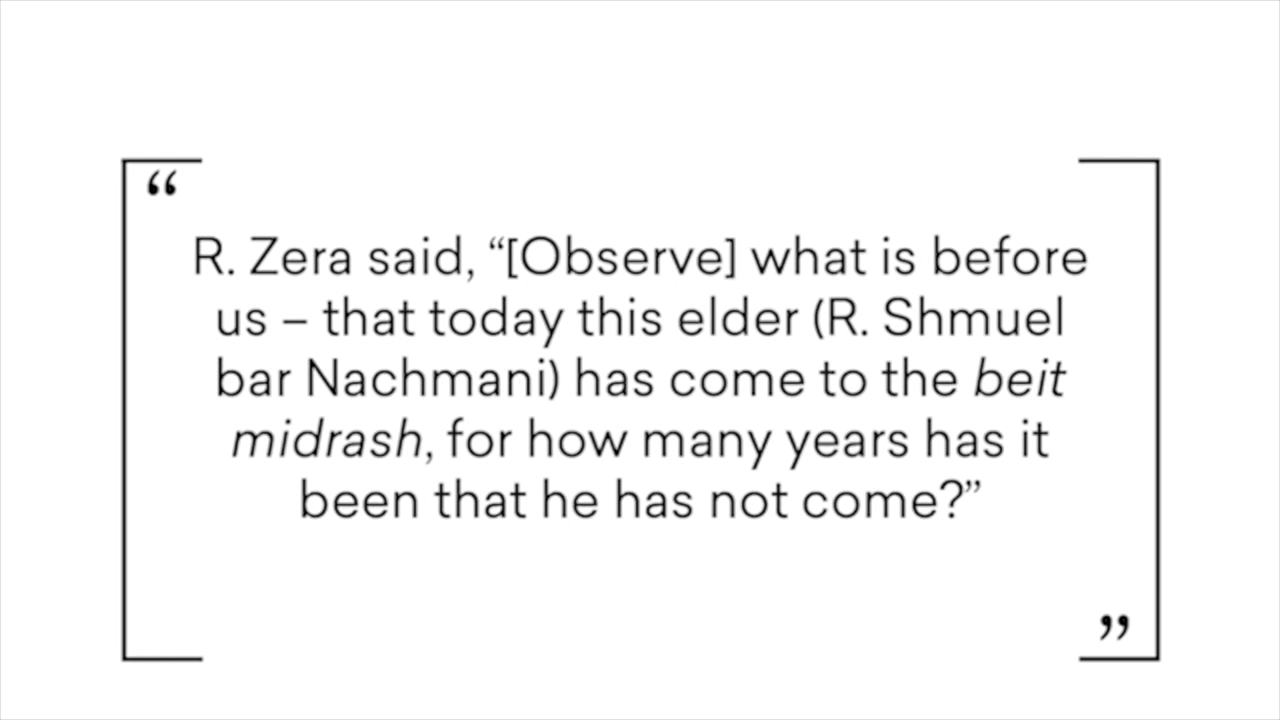 “
R. Zera said, “[Observe] what is before
us – that today this elder (R. Shmuel
bar Nachmani) has come to the beit
midrash, for how many years has it
been that he has not come?”
”